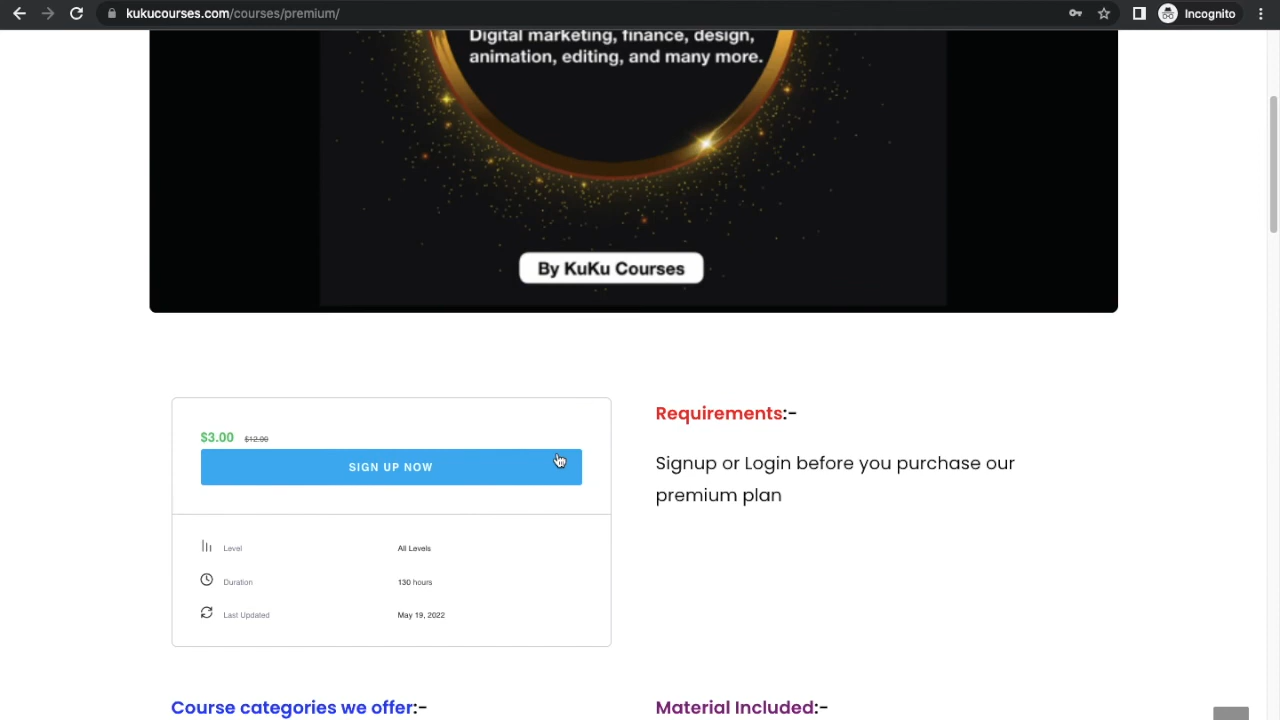 kukucourses.com/courses/premium/
Incognito
Digital marketing, finance, design,
animation, editing, and many more.
By KuKu Courses
$3.00 $12.00
SIGN UP NOW
Level All Levels
Duration 130 hours
Last Updated May 19, 2022
Requirements:-
Signup or Login before you purchase our
premium plan
Course categories we offer:-
Material Included:-